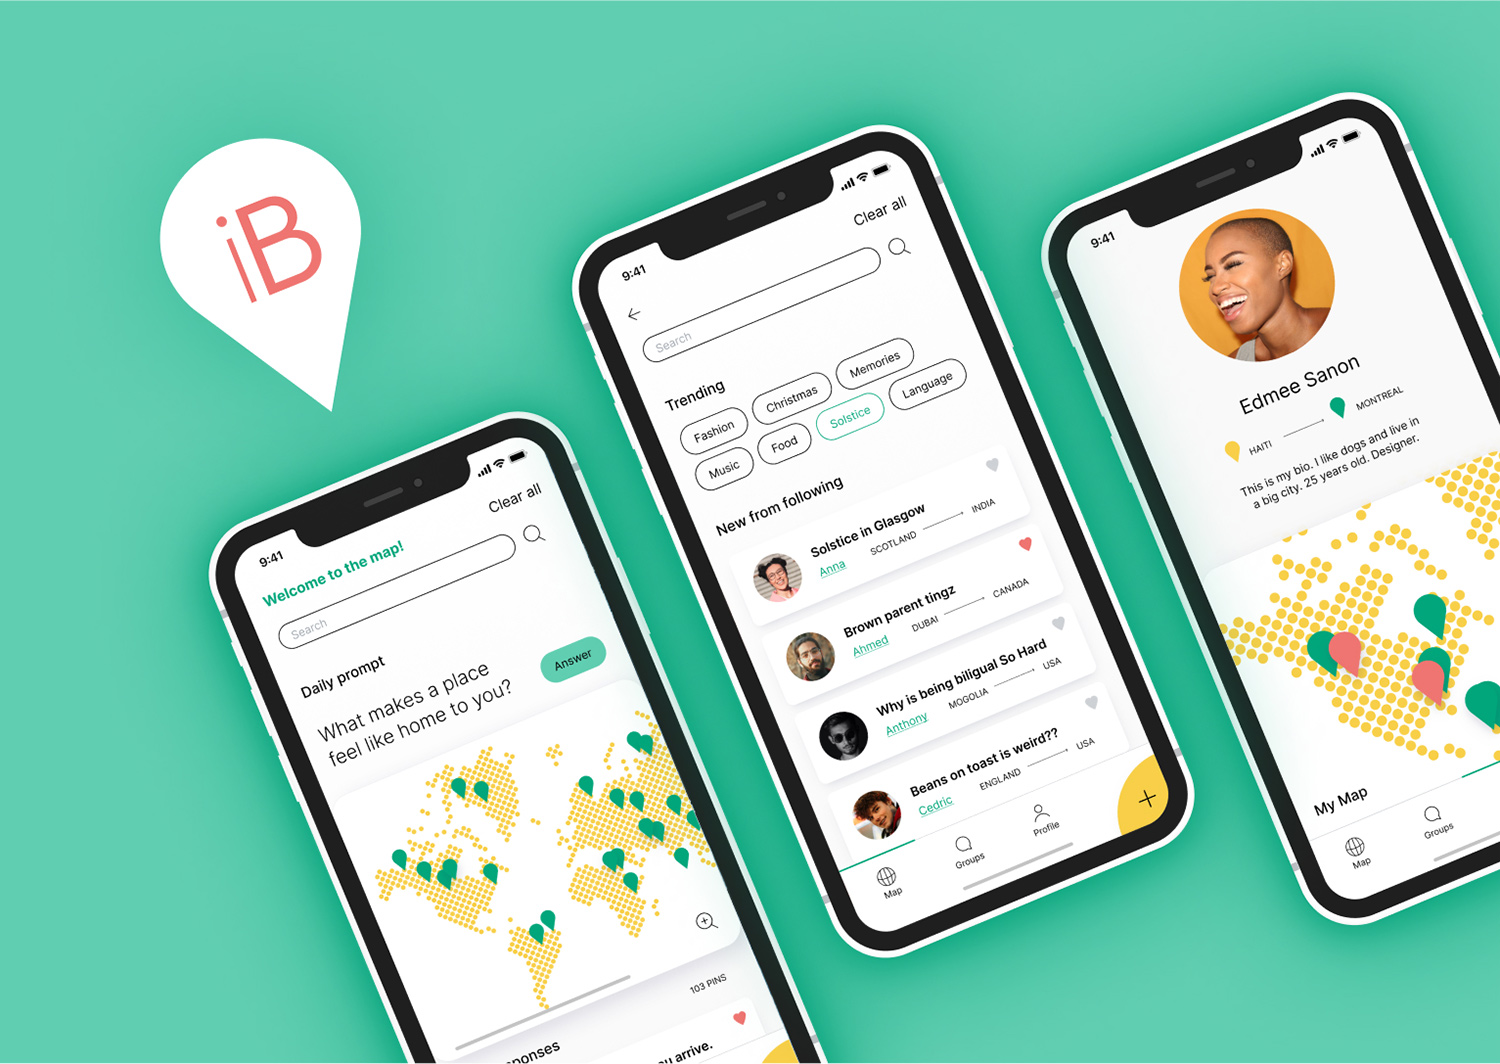 iB
9:41
Clear all
Welcome to the map!
Search
Daily prompt
Answer
What makes a place
feel like home to you?
103 PINS
ponses
u arrive.
9:41
Clear all
Search
Trending
Fashion
Christmas
Memories
Music
Food
Solstice
Language
New from following
Solstice in Glasgow
Anna
SCOTLAND
INDIA
Brown parent tingz
Ahmed
DUBAI
CANADA
Why is being biligual So Hard
Anthony
MOGOLIA
USA
Beans on toast is weird??
Cedric
ENGLAND
USA
Map
Groups
Profile
9:41
Edmee Sanon
HAITI
MONTREAL
This is my bio. I like dogs and live in
a big city. 25 years old. Designer.
My Map
Map
Groups